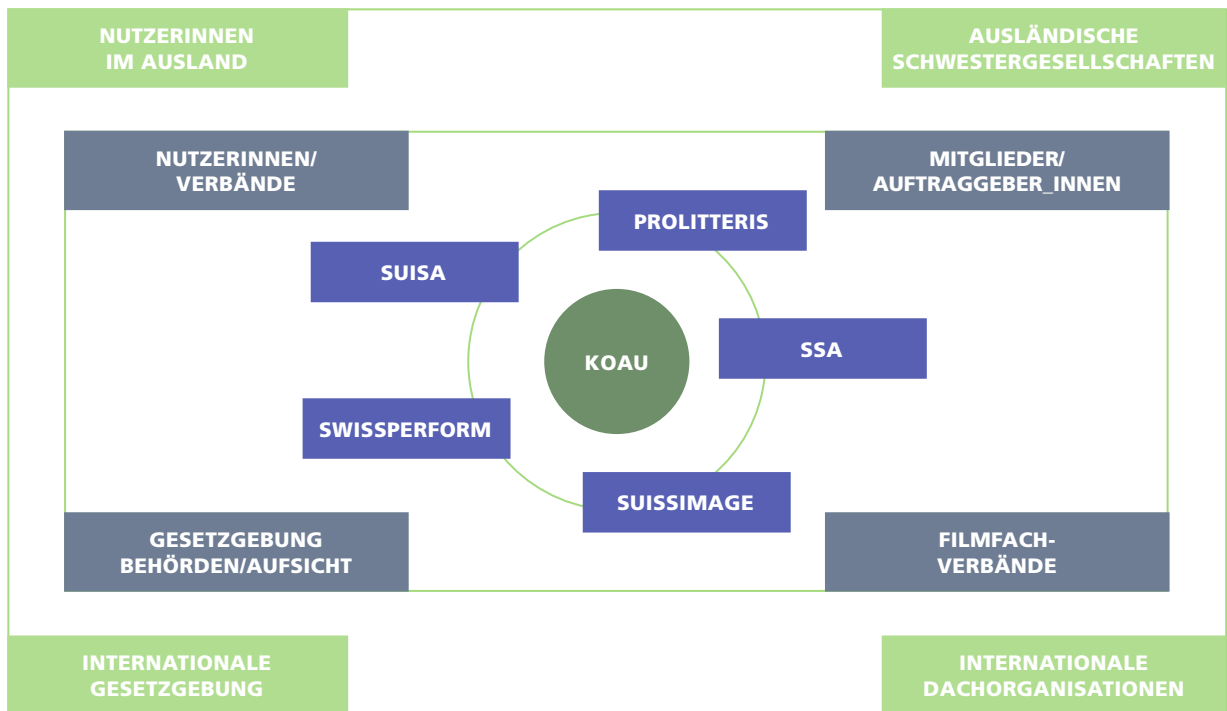 NUTZERINNEN
IM AUSLAND
AUSLÄNDISCHE
SCHWESTERGESELLSCHAFTEN
NUTZERINNEN/
VERBÄNDE
MITGLIEDER/
AUFTRAGGEBER_INNEN
PROLITTERIS
SUISA
SSA
KOAU
SWISSPERFORM
SUISSIMAGE
GESETZGEBUNG
BEHÖRDEN/AUFSICHT
FILMFACH-
VERBÄNDE
INTERNATIONALE
GESETZGEBUNG
INTERNATIONALE
DACHORGANISATIONEN